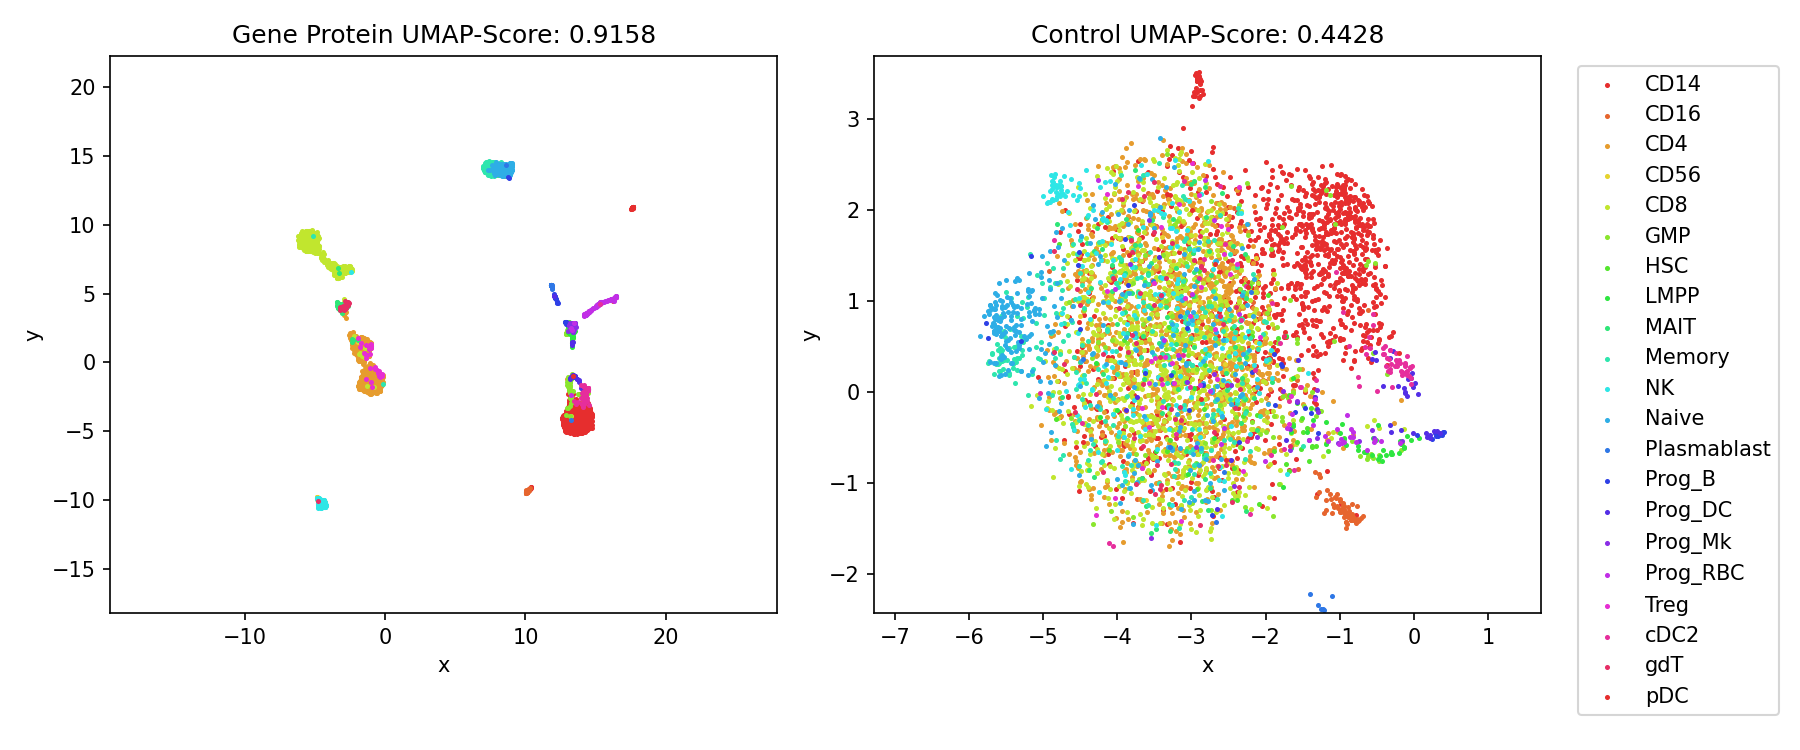 Gene Protein UMAP-Score: 0.9158
20
15
10
5
0
−5
−10
−15
y
−10
0
10
20
x
Control UMAP-Score: 0.4428
3
2
1
0
−1
−2
y
−7
−6
−5
−4
−3
−2
−1
0
1
x
CD14
CD16
CD4
CD56
CD8
GMP
HSC
LMPP
MAIT
Memory
NK
Naive
Plasmablast
Prog_B
Prog_DC
Prog_Mk
Prog_RBC
Treg
cDC2
gdT
pDC